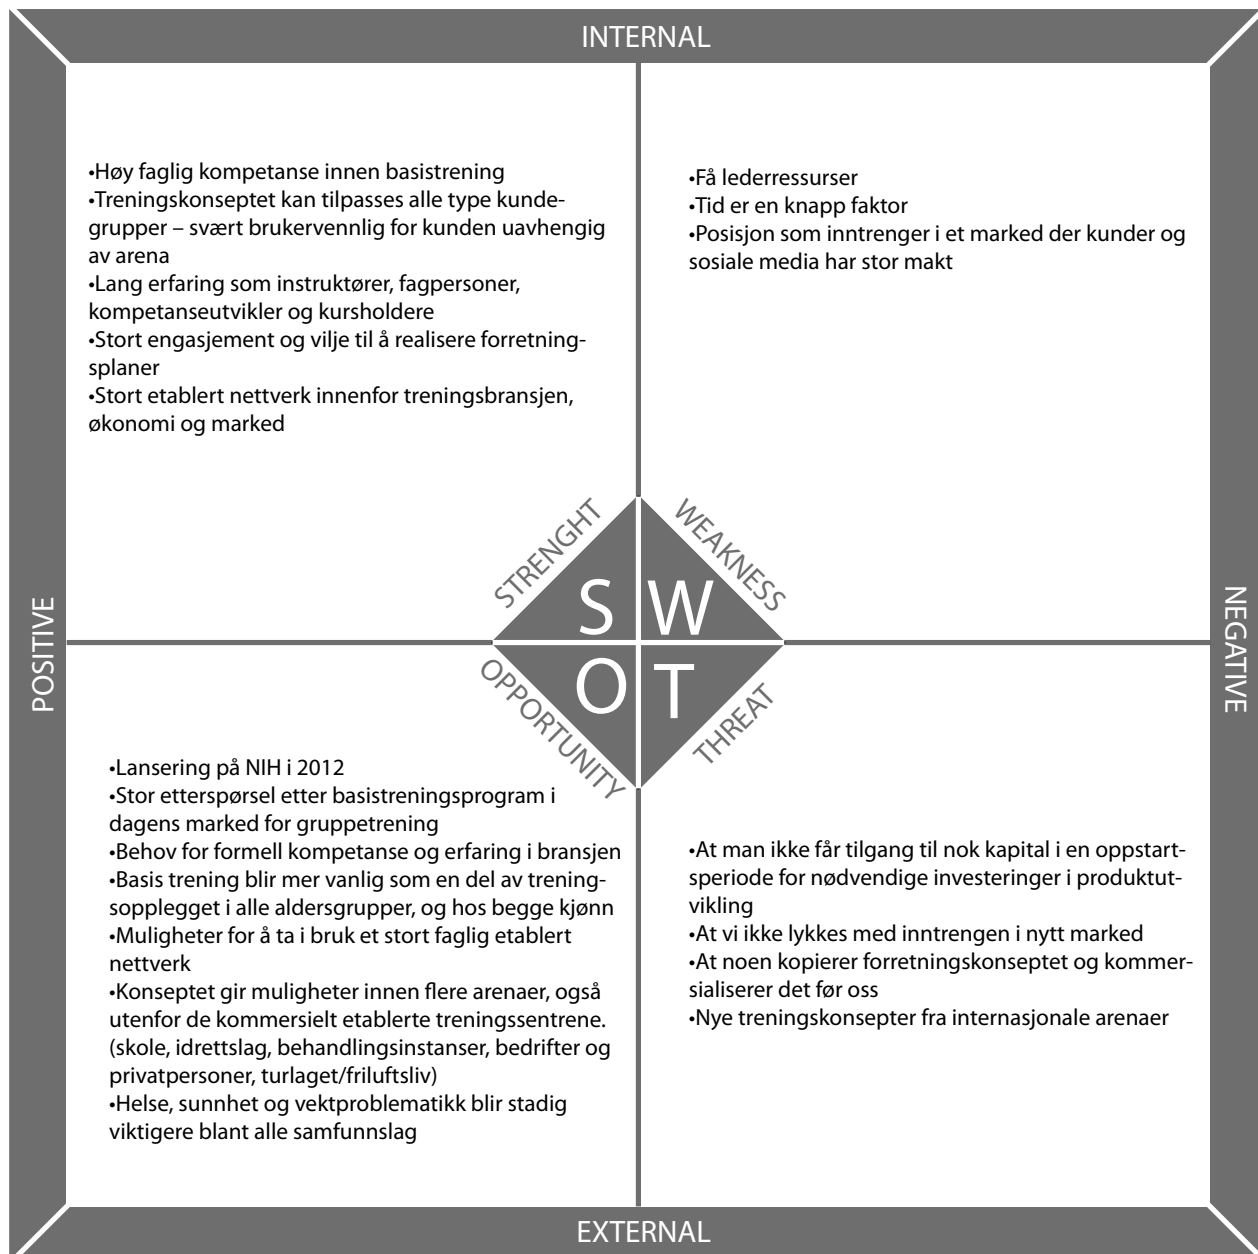 INTERNAL
•Høy faglig kompetanse innen basistrening
•Treningskonseptet kan tilpasses alle type kunde-
grupper – svært brukervennlig for kunden uavhengig
av arena
•Lang erfaring som instruktører, fagpersoner,
kompetanseutvikler og kursholdere
•Stort engasjement og vilje til å realisere forretning-
splaner
•Stort etablert nettverk innenfor treningsbransjen,
økonomi og marked
•Få lederressurser
•Tid er en knapp faktor
•Posisjon som inntrenger i et marked der kunder og
sosiale media har stor makt
STRENGHT
WEAKNESS
S W
O T
OPPORTUNITY
THREAT
POSITIVE
NEGATIVE
•Lansering på NIH i 2012
•Stor etterspørsel etter basistreningsprogram i
dagens marked for gruppetrening
•Behov for formell kompetanse og erfaring i bransjen
•Basis trening blir mer vanlig som en del av trening-
sopplegget i alle aldersgrupper, og hos begge kjønn
•Muligheter for å ta i bruk et stort faglig etablert
nettverk
•Konseptet gir muligheter innen flere arenaer, også
utenfor de kommersielt etablerte treningssentrene.
(skole, idrettslag, behandlingsinstanser, bedrifter og
privatpersoner, turlaget/friluftsliv)
•Helse, sunnhet og vektproblematikk blir stadig
viktigere blant alle samfunnslag
•At man ikke får tilgang til nok kapital i en oppstart-
speriode for nødvendige investeringer i produktut-
vikling
•At vi ikke lykkes med inntrengen i nytt marked
•At noen kopierer forretningskonseptet og kommer-
sialiserer det før oss
•Nye treningskonsepter fra internasjonale arenaer
EXTERNAL